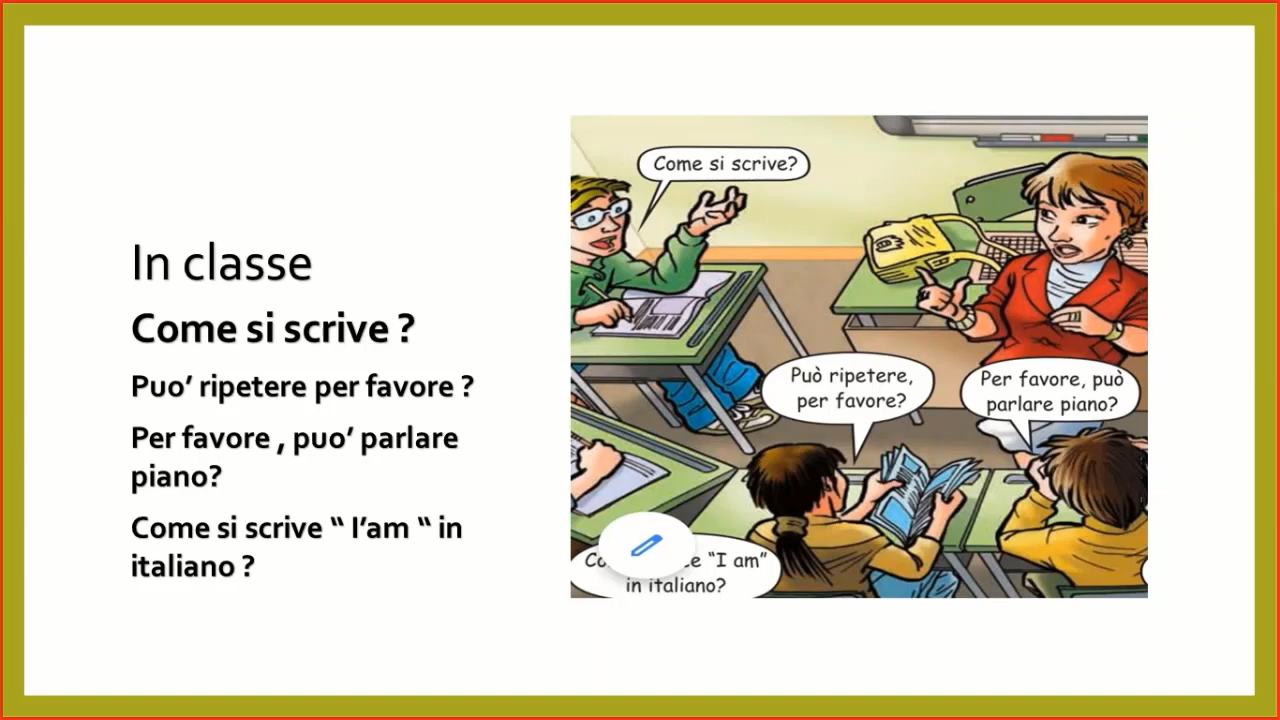 In classe
Come si scrive ?
Puo’ ripetere per favore ?
Per favore , puo’ parlare
piano?
Come si scrive “ I’am “ in
italiano ?
Come si scrive?
Può ripetere,
per favore?
Per favore, può
parlare piano?
"I am"
in italiano?